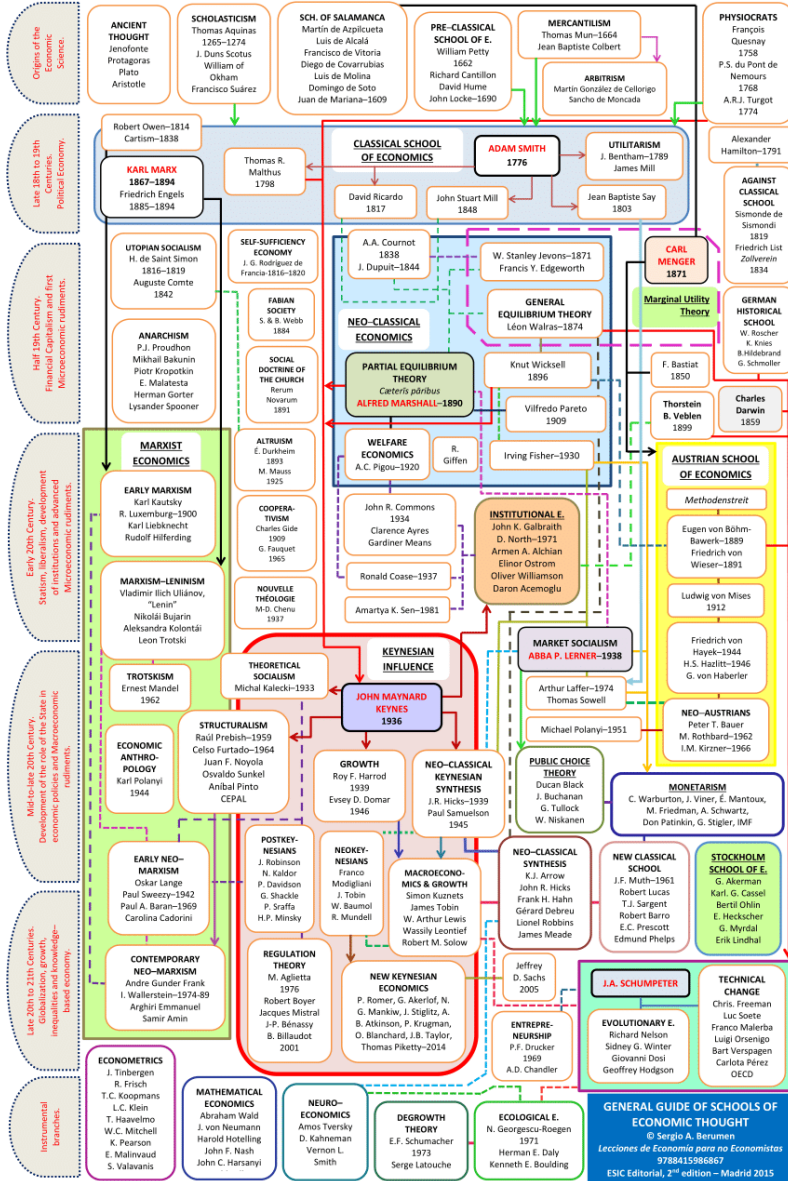 Origins of the
Economic
Science.
ANCIENT
THOUGHT
Jenofonte
Protagoras
Plato
Aristotle
SCHOLASTICISM
Thomas Aquinas
1265–1274
J. Duns Scotus
William of
Okham
Francisco Suárez
SCH. OF SALAMANCA
Martín de Azpilcueta
Luis de Alcalá
Francisco de Vitoria
Diego de Covarrubias
Luis de Molina
Domingo de Soto
Juan de Mariana–1609
PRE–CLASSICAL
SCHOOL OF E.
William Petty
1662
Richard Cantillon
David Hume
John Locke–1690
MERCANTILISM
Thomas Mun–1664
Jean Baptiste Colbert
ARBITRISM
Martín González de Cellorigo
Sancho de Moncada
PHYSIOCRATS
François
Quesnay
1758
P.S. du Pont de
Nemours
1768
A.R.J. Turgot
1774
Late 18th to 19th
Centuries.
Political Economy.
Robert Owen–1814
Cartism–1838
KARL MARX
1867–1894
Friedrich Engels
1885–1894
Thomas R.
Malthus
1798
CLASSICAL SCHOOL
OF ECONOMICS
ADAM SMITH
1776
UTILITARISM
J. Bentham–1789
James Mill
David Ricardo
1817
John Stuart Mill
1848
Jean Baptiste Say
1803
Alexander
Hamilton–1791
AGAINST
CLASSICAL
SCHOOL
Sismonde de
Sismondi
1819
Friedrich List
Zollverein
1834
Half 19th Century.
Financial Capitalism and first
Microeconomic rudiments.
UTOPIAN SOCIALISM
H. de Saint Simon
1816–1819
Auguste Comte
1842
ANARCHISM
P.J. Proudhon
Mikhail Bakunin
Piotr Kropotkin
E. Malatesta
Herman Gorter
Lysander Spooner
SELF-SUFFICIENCY
ECONOMY
J. G. Rodríguez de
Francia-1816–1820
FABIAN
SOCIETY
S. & B. Webb
1884
SOCIAL
DOCTRINE OF
THE CHURCH
Rerum
Novarum
1891
A.A. Cournot
1838
J. Dupuit–1844
W. Stanley Jevons–1871
Francis Y. Edgeworth
NEO–CLASSICAL
ECONOMICS
GENERAL
EQUILIBRIUM THEORY
Léon Walras–1874
PARTIAL EQUILIBRIUM
THEORY
Cæterīs páribus
ALFRED MARSHALL–1890
Knut Wicksell
1896
Vilfredo Pareto
1909
WELFARE
ECONOMICS
A.C. Pigou–1920
R.
Giffen
Irving Fisher–1930
CARL
MENGER
1871
Marginal Utility
Theory
GERMAN
HISTORICAL
SCHOOL
W. Roscher
K. Knies
B.Hildebrand
G. Schmoller
F. Bastiat
1850
Thorstein
B. Veblen
1899
Charles
Darwin
1859
Early 20th Century.
Statism, liberalism, development
of institutions and advanced
Microeconomic rudiments.
MARXIST
ECONOMICS
EARLY MARXISM
Karl Kautsky
R. Luxemburg–1900
Karl Liebknecht
Rudolf Hilferding
MARXISM–LENINISM
Vladimir Ilich Uliánov,
"Lenin"
Nikolái Bujarin
Aleksandra Kolontái
Leon Trotski
ALTRUISM
É. Durkheim
1893
M. Mauss
1925
COOPERA-
TIVISM
Charles Gide
1909
G. Fauquet
1965
NOUVELLE
THÉOLOGIE
M-D. Chenu
1937
John R. Commons
1934
Clarence Ayres
Gardiner Means
Ronald Coase–1937
Amartya K. Sen–1981
INSTITUTIONAL E.
John K. Galbraith
D. North–1971
Armen A. Alchian
Elinor Ostrom
Oliver Williamson
Daron Acemoglu
AUSTRIAN SCHOOL
OF ECONOMICS
Methodenstreit
Eugen von Böhm-
Bawerk–1889
Friedrich von
Wieser–1891
Ludwig von Mises
1912
Friedrich von
Hayek–1944
H.S. Hazlitt–1946
G. von Haberler
NEO–AUSTRIANS
Peter T. Bauer
M. Rothbard–1962
I.M. Kirzner–1966
Mid-to-late 20th Century.
Development of the role of the State in
economic policies and Macroeconomic
rudiments.
TROTSKISM
Ernest Mandel
1962
ECONOMIC
ANTHRO-
POLOGY
Karl Polanyi
1944
THEORETICAL
SOCIALISM
Michal Kalecki–1933
STRUCTURALISM
Raúl Prebish–1959
Celso Furtado–1964
Juan F. Noyola
Osvaldo Sunkel
Aníbal Pinto
CEPAL
KEYNESIAN
INFLUENCE
JOHN MAYNARD
KEYNES
1936
GROWTH
Roy F. Harrod
1939
Evsey D. Domar
1946
NEO–CLASSICAL
KEYNESIAN
SYNTHESIS
J.R. Hicks–1939
Paul Samuelson
1945
MARKET SOCIALISM
ABBA P. LERNER–1938
Arthur Laffer–1974
Thomas Sowell
Michael Polanyi–1951
PUBLIC CHOICE
THEORY
Ducan Black
J. Buchanan
G. Tullock
W. Niskanen
MONETARISM
C. Warburton, J. Viner, É. Mantoux,
M. Friedman, A. Schwartz,
Don Patinkin, G. Stigler, IMF
EARLY NEO–
MARXISM
Oskar Lange
Paul Sweezy–1942
Paul A. Baran–1969
Carolina Cadorini
POSTKEY-
NESIANS
J. Robinson
N. Kaldor
P. Davidson
G. Shackle
P. Sraffa
H.P. Minsky
NEOKEY-
NESIANS
Franco
Modigliani
J. Tobin
W. Baumol
R. Mundell
MACROECONO-
MICS & GROWTH
Simon Kuznets
James Tobin
W. Arthur Lewis
Wassily Leontief
Robert M. Solow
NEO–CLASSICAL
SYNTHESIS
K.J. Arrow
John R. Hicks
Frank H. Hahn
Gérard Debreu
Lionel Robbins
James Meade
NEW CLASSICAL
SCHOOL
J.F. Muth–1961
Robert Lucas
T.J. Sargent
Robert Barro
E.C. Prescott
Edmund Phelps
STOCKHOLM
SCHOOL OF E.
G. Akerman
Karl. G. Cassel
Bertil Ohlin
E. Heckscher
G. Myrdal
Erik Lindhal
Late 20th to 21th Centuries.
Globalization, growth,
inequalities and knowledge–
based economy.
CONTEMPORARY
NEO–MARXISM
Andre Gunder Frank
I. Wallerstein–1974-89
Arghiri Emmanuel
Samir Amin
REGULATION
THEORY
M. Aglietta
1976
Robert Boyer
Jacques Mistral
J-P. Bénassy
B. Billaudot
2001
NEW KEYNESIAN
ECONOMICS
P. Romer, G. Akerlof, N.
G. Mankiw, J. Stiglitz, A.
B. Atkinson, P. Krugman,
O. Blanchard, J.B. Taylor,
Thomas Piketty–2014
Jeffrey
D. Sachs
2005
ENTREPRE-
NEURSHIP
P.F. Drucker
1969
A.D. Chandler
J.A. SCHUMPETER
EVOLUTIONARY E.
Richard Nelson
Sidney G. Winter
Giovanni Dosi
Geoffrey Hodgson
TECHNICAL
CHANGE
Chris. Freeman
Luc Soete
Franco Malerba
Luigi Orsenigo
Bart Verspagen
Carlota Pérez
OECD
Instrumental
branches.
ECONOMETRICS
J. Tinbergen
R. Frisch
T.C. Koopmans
L.C. Klein
T. Haavelmo
W.C. Mitchell
K. Pearson
E. Malinvaud
S. Valavanis
MATHEMATICAL
ECONOMICS
Abraham Wald
J. von Neumann
Harold Hotelling
John F. Nash
John C. Harsanyi
NEURO–
ECONOMICS
Amos Tversky
D. Kahneman
Vernon L.
Smith
DEGROWTH
THEORY
E.F. Schumacher
1973
Serge Latouche
ECOLOGICAL E.
N. Georgescu-Roegen
1971
Herman E. Daly
Kenneth E. Boulding
GENERAL GUIDE OF SCHOOLS OF
ECONOMIC THOUGHT
© Sergio A. Berumen
Lecciones de Economía para no Economistas
9788415986867
ESIC Editorial, 2nd edition – Madrid 2015